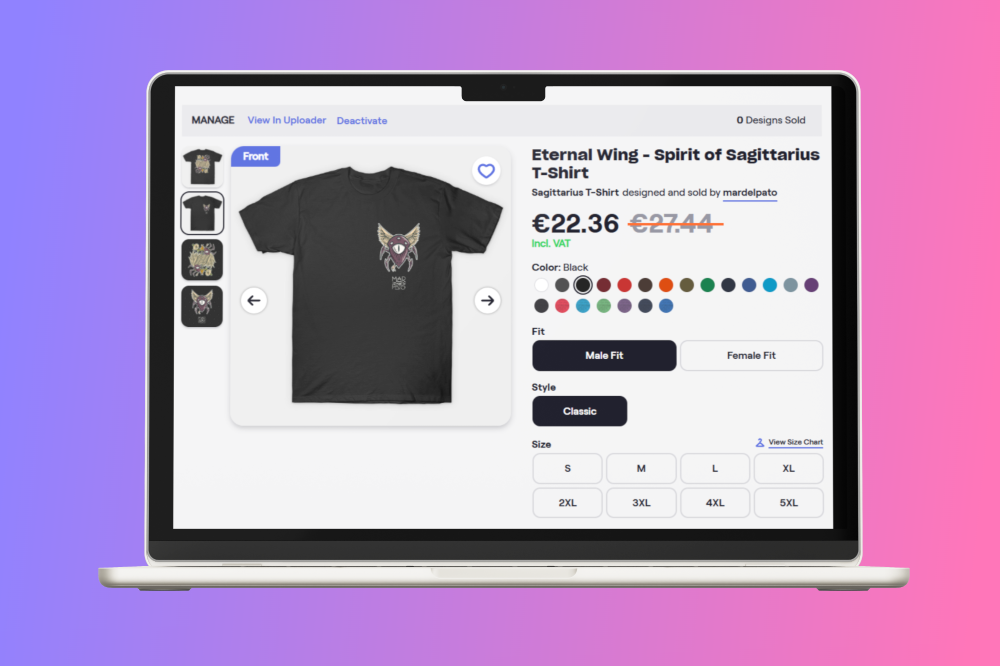 MANAGE View In Uploader Deactivate 0 Designs Sold
Front
Eternal Wing - Spirit of Sagittarius
T-Shirt
Sagittarius T-Shirt designed and sold by mardelpato
€22.36 €27.44
Incl. VAT
Color: Black
Fit
Male Fit Female Fit
Style
Classic
Size View Size Chart
S M L XL
2XL 3XL 4XL 5XL